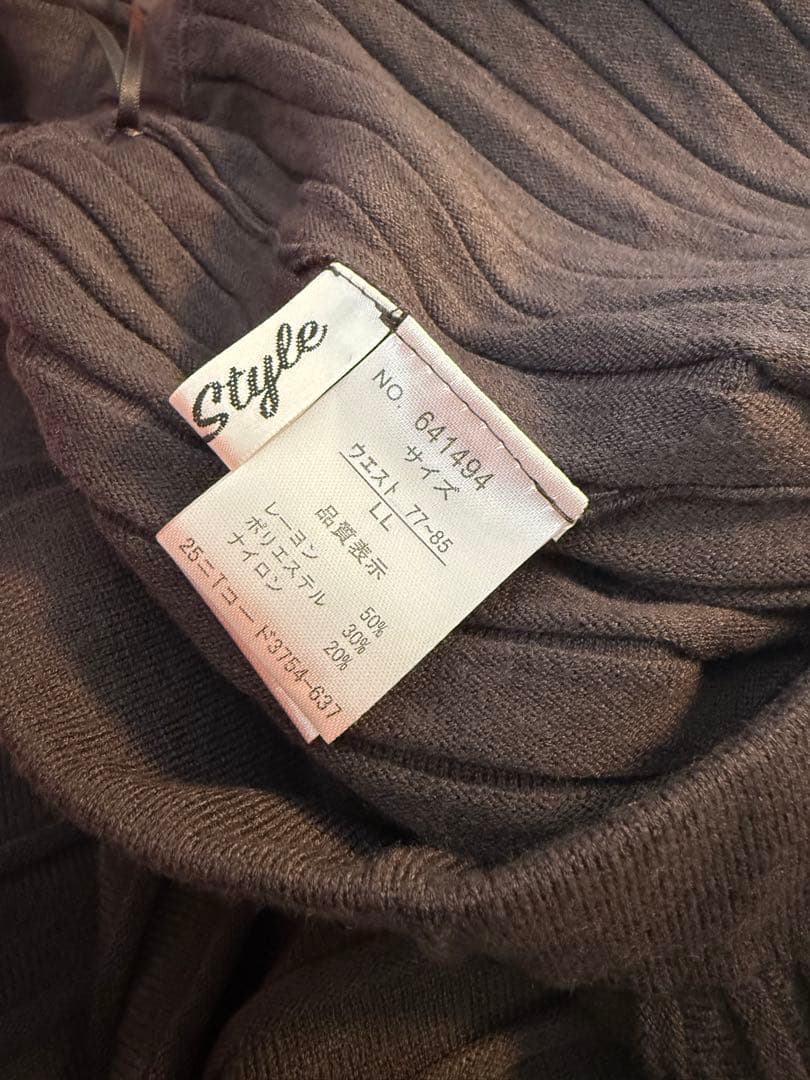 Style
NO. 641494
サイズ
ウエスト 77~85
LL
品質表示
レーヨン 50%
ポリエステル 30%
ナイロン 20%
25ニTコード3754-637